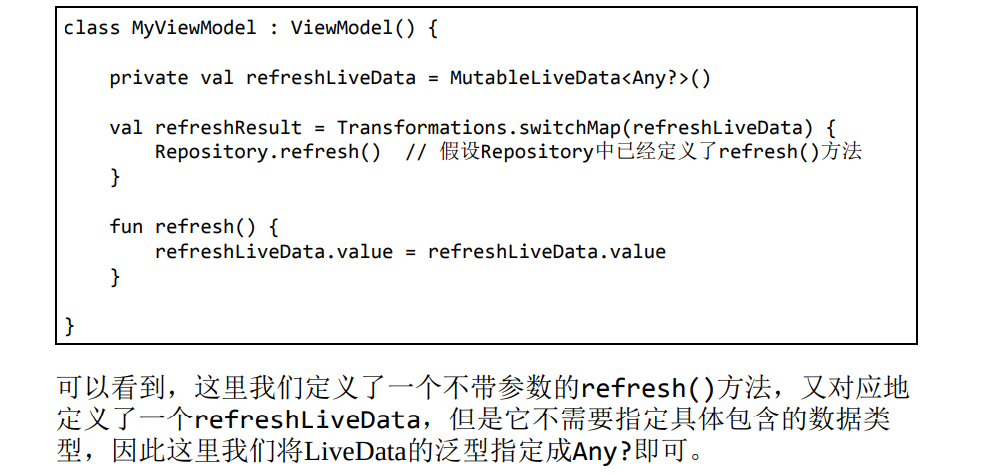 class MyViewModel : ViewModel() {
    private val refreshLiveData = MutableLiveData<Any?>()
    val refreshResult = Transformations.switchMap(refreshLiveData) {
        Repository.refresh()  // 假设Repository中已经定义了refresh()方法
    }
    fun refresh() {
        refreshLiveData.value = refreshLiveData.value
    }
}
可以看到，这里我们定义了一个不带参数的refresh()方法，又对应地
定义了一个refreshLiveData，但是它不需要指定具体包含的数据类
型，因此这里我们将LiveData的泛型指定成Any?即可。